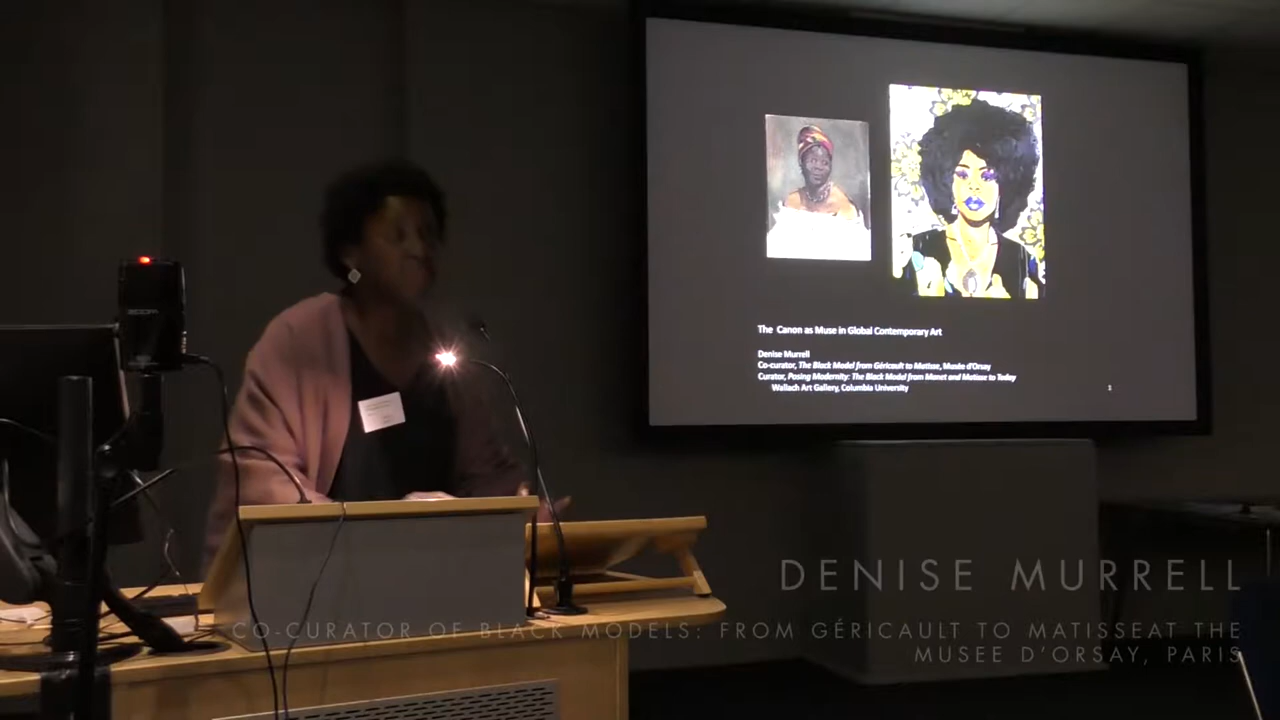 The Canon as Muse in Global Contemporary Art
Denise Murrell
Co-curator, The Black Model from Géricault to Matisse, Musée d'Orsay
Curator, Posing Modernity: The Black Model from Manet and Matisse to Today
Wallach Art Gallery, Columbia University
ZOOM
DENISE MURRELL
CO-CURATOR OF BLACK MODELS: FROM GÉRICAULT TO MATISSEAT THE
MUSEE D'ORSAY, PARIS